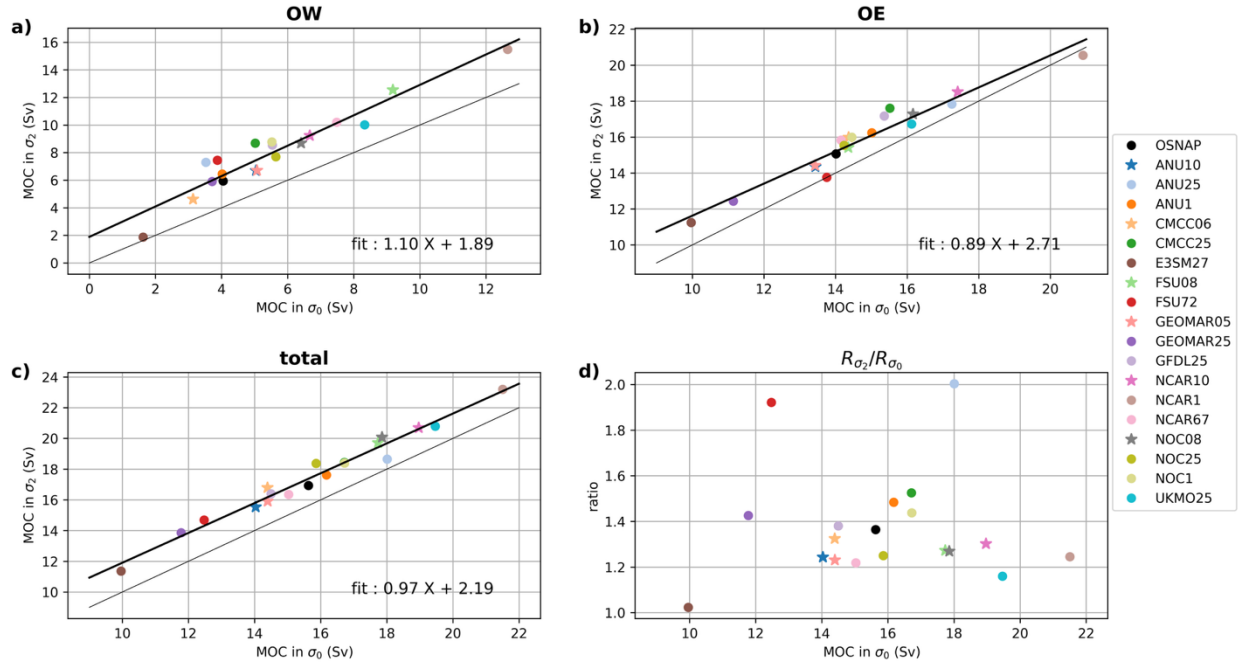 OW
a)
MOC in σ₂ (Sv)
16
14
12
10
8
6
4
2
0
fit : 1.10 X + 1.89
0 2 4 6 8 10 12
MOC in σ₀ (Sv)
OE
b)
MOC in σ₂ (Sv)
22
20
18
16
14
12
10
fit : 0.89 X + 2.71
10 12 14 16 18 20
MOC in σ₀ (Sv)
total
c)
MOC in σ₂ (Sv)
24
22
20
18
16
14
12
10
fit : 0.97 X + 2.19
10 12 14 16 18 20 22
MOC in σ₀ (Sv)
R_σ₂/R_σ₀
d)
ratio
2.0
1.8
1.6
1.4
1.2
1.0
10 12 14 16 18 20 22
MOC in σ₀ (Sv)
OSNAP
ANU10
ANU25
ANU1
CMCC06
CMCC25
E3SM27
FSU08
FSU72
GEOMAR05
GEOMAR25
GFDL25
NCAR10
NCAR1
NCAR67
NOC08
NOC25
NOC1
UKMO25